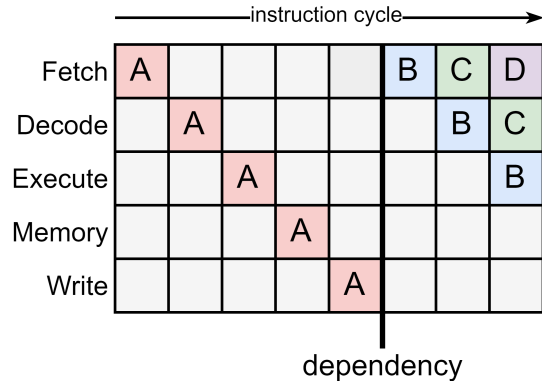 instruction cycle
Fetch A B C D
Decode A B C
Execute A B
Memory A
Write A
dependency